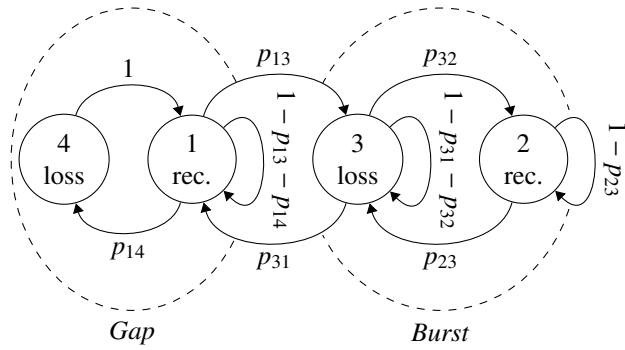 1
p13
p32
4
loss
1
rec.
1 − p13 − p14
3
loss
1 − p31 − p32
2
rec.
1 − p23
p14
p31
p23
Gap
Burst